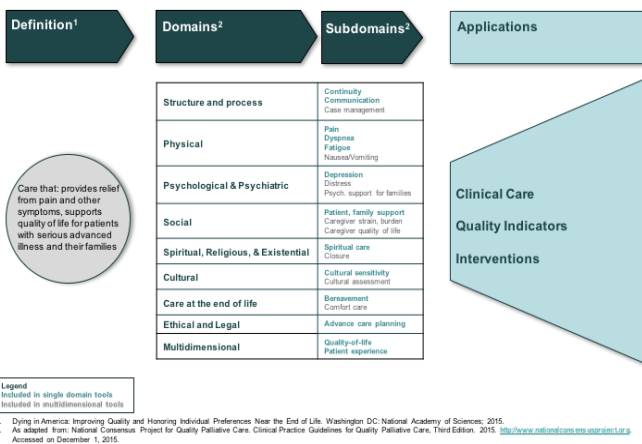 Definition1
Domains2
Subdomains2
Applications
Structure and process
Continuity
Communication
Case management
Physical
Pain
Dyspnea
Fatigue
Nausea/Vomiting
Psychological & Psychiatric
Depression
Distress
Psych. support for families
Social
Patient, family support
Caregiver strain, burden
Caregiver quality of life
Spiritual, Religious, & Existential
Spiritual care
Closure
Cultural
Cultural sensitivity
Cultural assessment
Care at the end of life
Bereavement
Comfort care
Ethical and Legal
Advance care planning
Multidimensional
Quality-of-life
Patient experience
Care that: provides relief
from pain and other
symptoms, supports
quality of life for patients
with serious advanced
illness and their families
Clinical Care
Quality Indicators
Interventions
Legend
Included in single domain tools
Included in multidimensional tools
Dying in America: Improving Quality and Honoring Individual Preferences Near the End of Life. Washington DC: National Academy of Sciences; 2015.
As adapted from: National Consensus Project for Quality Palliative Care. Clinical Practice Guidelines for Quality Palliative Care, Third Edition. 2015. http://www.nationalconsensusproject.org.
Accessed on December 1, 2015.